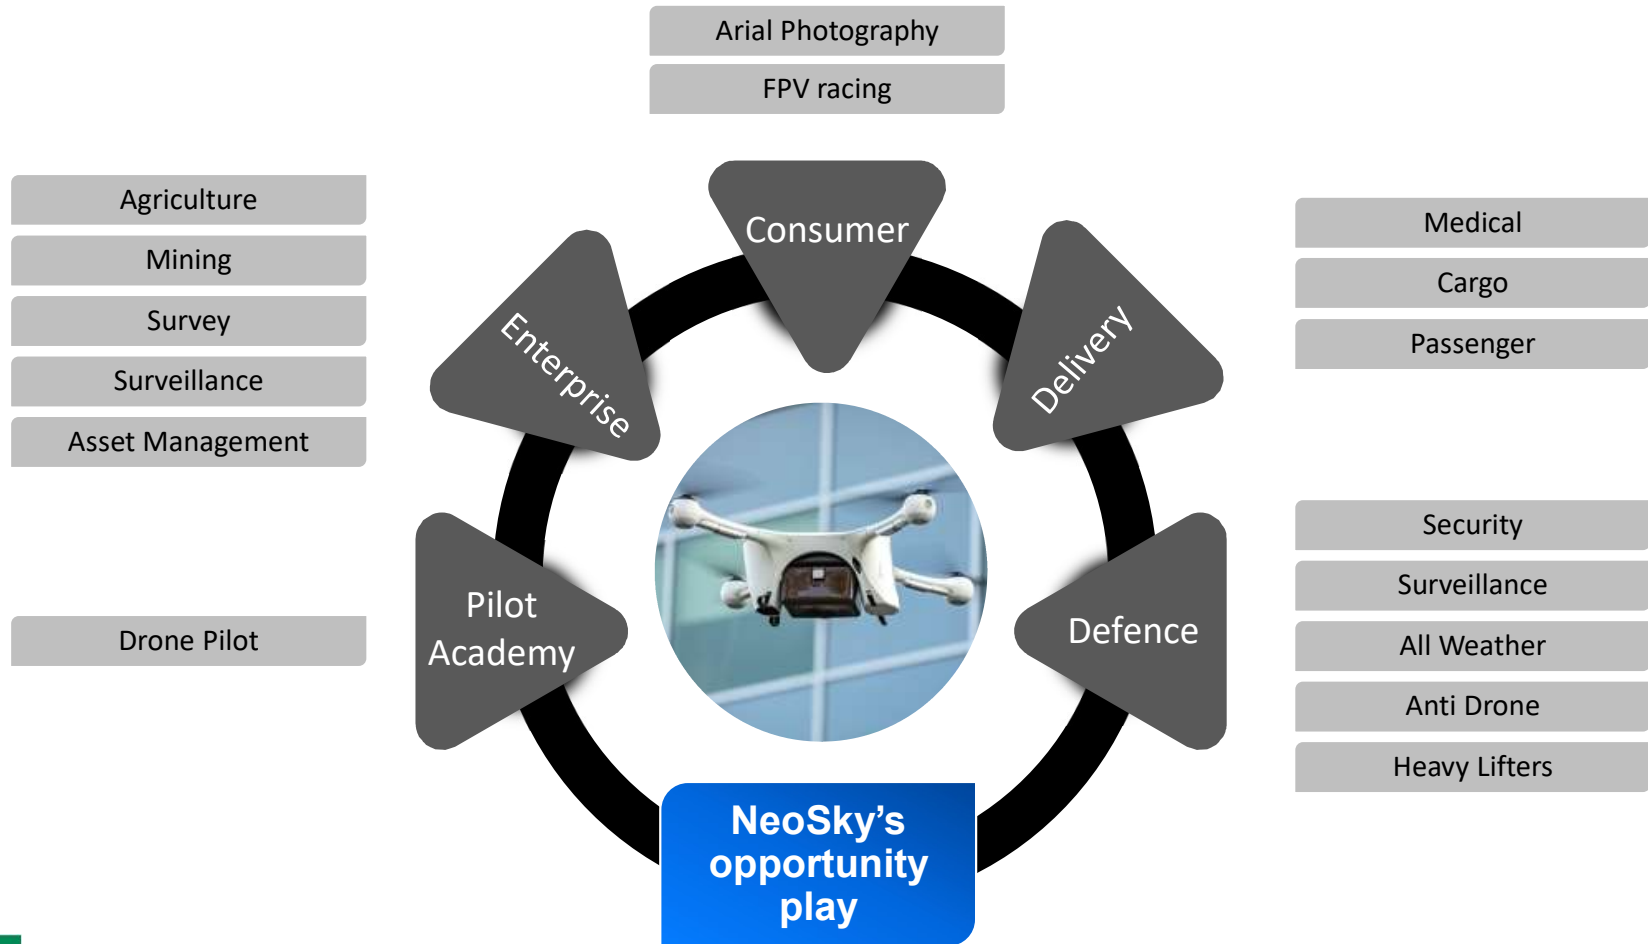 Arial Photography
FPV racing
Consumer
Agriculture
Mining
Survey
Surveillance
Asset Management
Enterprise
Medical
Cargo
Passenger
Delivery
Drone Pilot
Pilot
Academy
Security
Surveillance
All Weather
Anti Drone
Heavy Lifters
Defence
NeoSky’s
opportunity
play